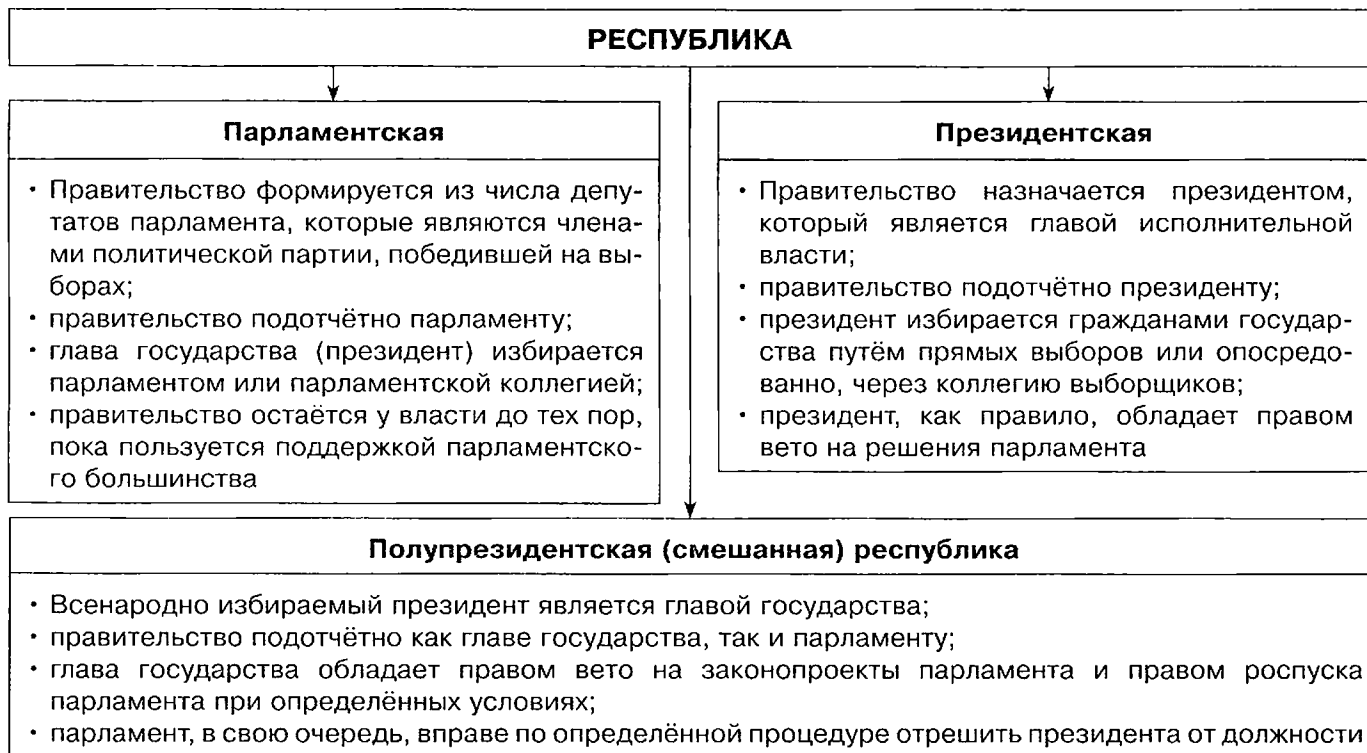 РЕСПУБЛИКА
Парламентская
• Правительство формируется из числа депу-
татов парламента, которые являются члена-
ми политической партии, победившей на вы-
борах;
• правительство подотчётно парламенту;
• глава государства (президент) избирается
парламентом или парламентской коллегией;
• правительство остаётся у власти до тех пор,
пока пользуется поддержкой парламентско-
го большинства
Президентская
• Правительство назначается президентом,
который является главой исполнительной
власти;
• правительство подотчётно президенту;
• президент избирается гражданами государ-
ства путём прямых выборов или опосредо-
ванно, через коллегию выборщиков;
• президент, как правило, обладает правом
вето на решения парламента
Полупрезидентская (смешанная) республика
• Всенародно избираемый президент является главой государства;
• правительство подотчётно как главе государства, так и парламенту;
• глава государства обладает правом вето на законопроекты парламента и правом роспуска
парламента при определённых условиях;
• парламент, в свою очередь, вправе по определённой процедуре отрешить президента от должности